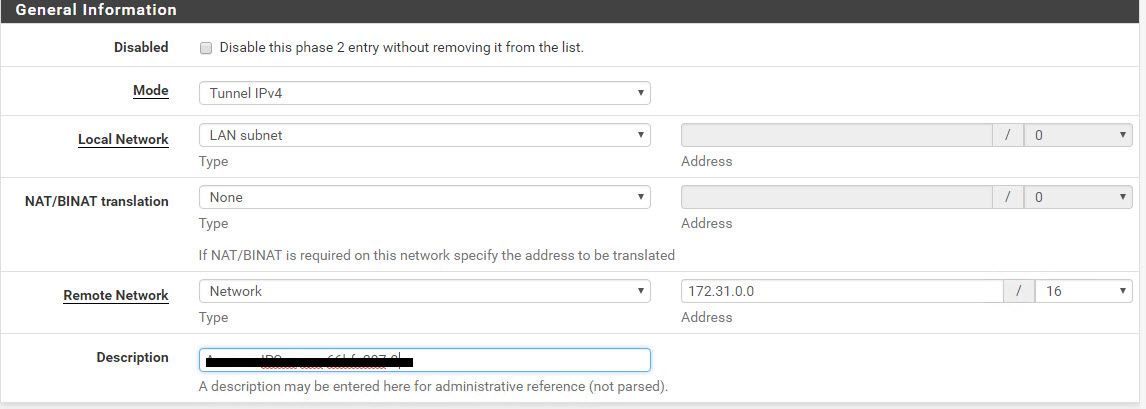 General Information
Disabled Disable this phase 2 entry without removing it from the list.
Mode Tunnel IPv4
Local Network LAN subnet / 0
Type Address
NAT/BINAT translation None / 0
Type Address
If NAT/BINAT is required on this network specify the address to be translated
Remote Network Network 172.31.0.0 / 16
Type Address
Description
A description may be entered here for administrative reference (not parsed).